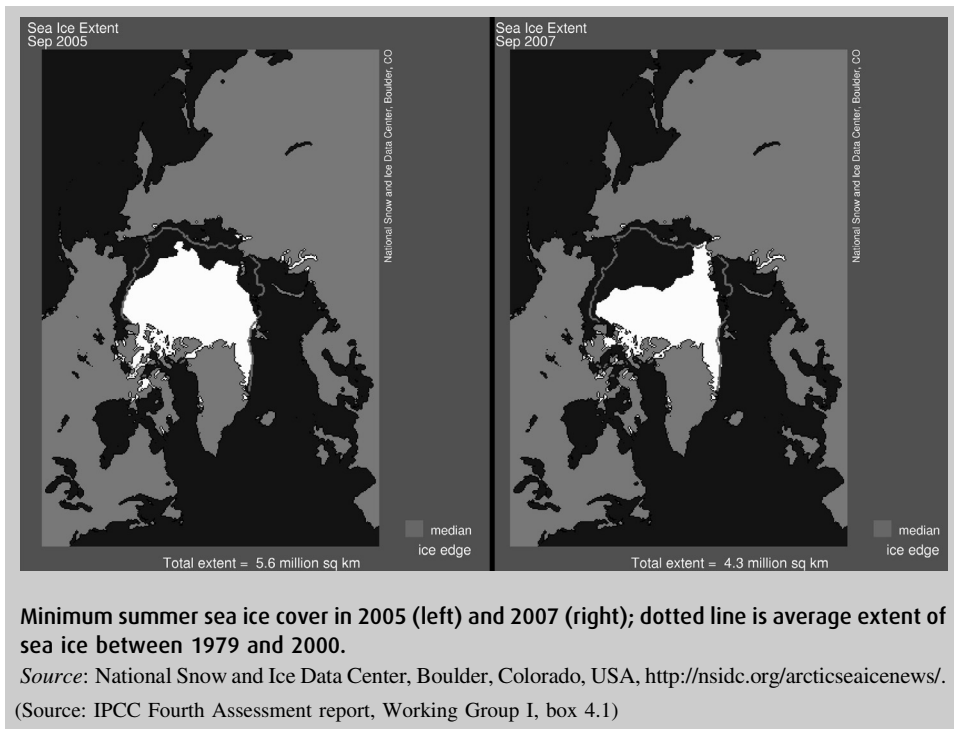 Sea Ice Extent
Sep 2005
National Snow and Ice Data Center, Boulder, CO
median
ice edge
Total extent = 5.6 million sq km
Sea Ice Extent
Sep 2007
National Snow and Ice Data Center, Boulder, CO
median
ice edge
Total extent = 4.3 million sq km
Minimum summer sea ice cover in 2005 (left) and 2007 (right); dotted line is average extent of
sea ice between 1979 and 2000.
Source: National Snow and Ice Data Center, Boulder, Colorado, USA, http://nsidc.org/arcticseaicenews/.
(Source: IPCC Fourth Assessment report, Working Group I, box 4.1)